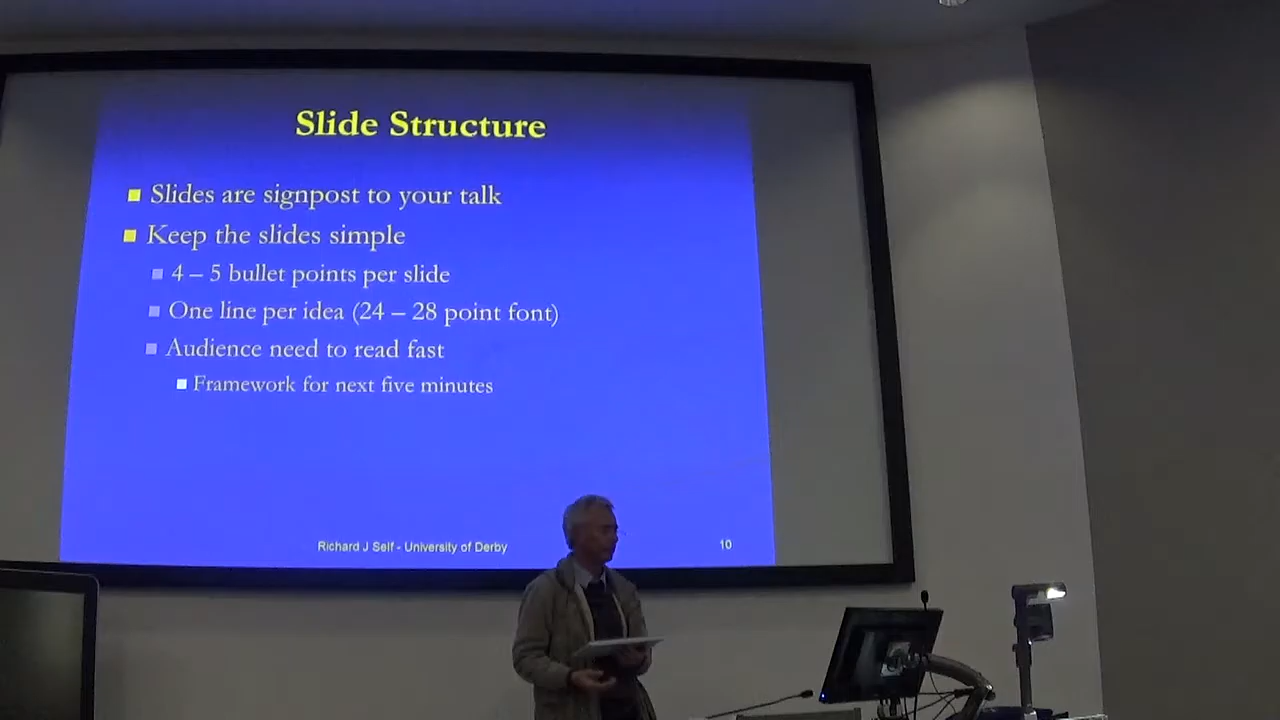 Slide Structure
Slides are signpost to your talk
Keep the slides simple
4 – 5 bullet points per slide
One line per idea (24 – 28 point font)
Audience need to read fast
Framework for next five minutes
Richard J Self - University of Derby
10